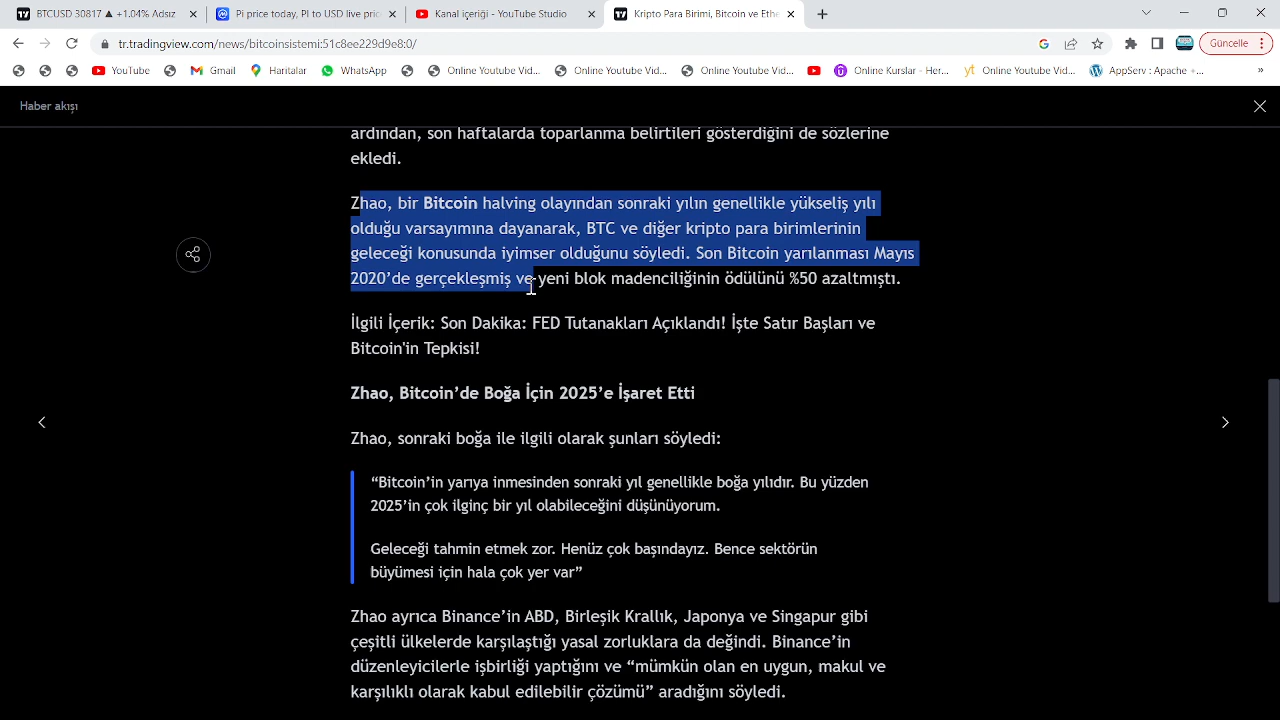 BTCUSD 30817 ▲ +1.04% Adsız
Pi price today, PI to USD live pric
Kanal içeriği - YouTube Studio
Kripto Para Birimi, Bitcoin ve Ethe
tr.tradingview.com/news/bitcoinsistemi:51c8ee229d9e8:0/
Güncelle
YouTube
Gmail
Haritalar
WhatsApp
Online Youtube Vid...
Online Youtube Vid...
Online Youtube Vid...
Online Kurslar - Her...
yt Online Youtube Vid...
AppServ : Apache +...
»
Haber akışı
ardından, son haftalarda toparlanma belirtileri gösterdiğini de sözlerine
ekledi.
Zhao, bir Bitcoin halving olayından sonraki yılın genellikle yükseliş yılı
olduğu varsayımına dayanarak, BTC ve diğer kripto para birimlerinin
geleceği konusunda iyimser olduğunu söyledi. Son Bitcoin yarılanması Mayıs
2020’de gerçekleşmiş ve yeni blok madenciliğinin ödülünü %50 azaltmıştı.
İlgili İçerik: Son Dakika: FED Tutanakları Açıklandı! İşte Satır Başları ve
Bitcoin'in Tepkisi!
Zhao, Bitcoin’de Boğa İçin 2025’e İşaret Etti
Zhao, sonraki boğa ile ilgili olarak şunları söyledi:
“Bitcoin’in yarıya inmesinden sonraki yıl genellikle boğa yılıdır. Bu yüzden
2025’in çok ilginç bir yıl olabileceğini düşünüyorum.
Geleceği tahmin etmek zor. Henüz çok başındayız. Bence sektörün
büyümesi için hala çok yer var”
Zhao ayrıca Binance’in ABD, Birleşik Krallık, Japonya ve Singapur gibi
çeşitli ülkelerde karşılaştığı yasal zorluklara da değindi. Binance’in
düzenleyicilerle işbirliği yaptığını ve “mümkün olan en uygun, makul ve
karşılıklı olarak kabul edilebilir çözümü” aradığını söyledi.